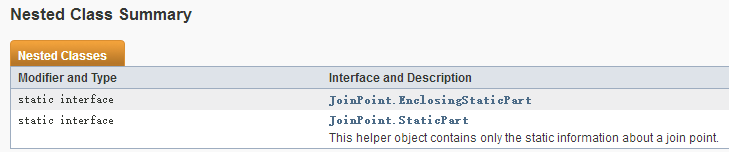 Nested Class Summary
Nested Classes
Modifier and Type Interface and Description
static interface JoinPoint.EnclosingStaticPart
static interface JoinPoint.StaticPart
This helper object contains only the static information about a join point.